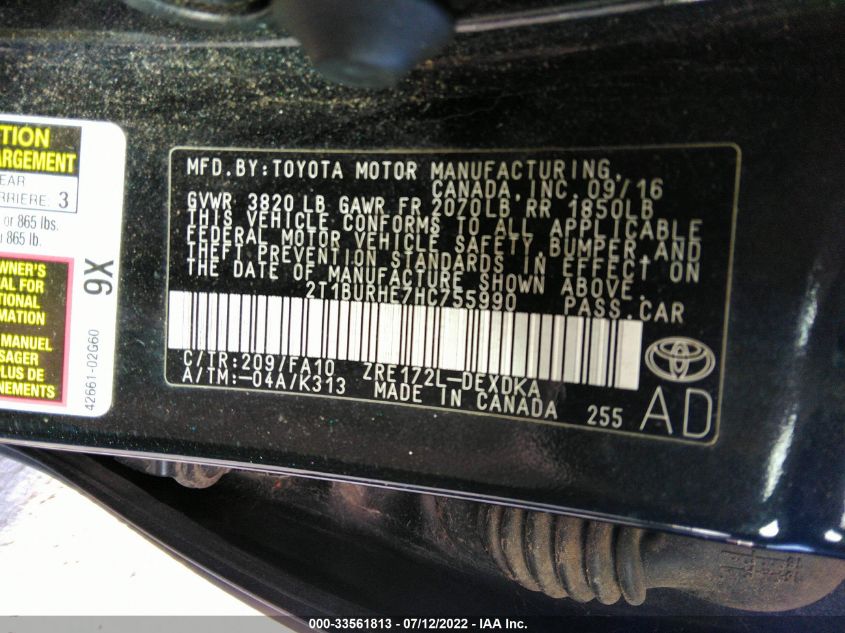 TION
ARGEMENT
EAR
RRIERE: 3
or 865 lbs.
865 lb.
WNER'S
AL FOR
TIONAL
MANUEL
SAGER
PLUS DE
NEMENTS
9X
42661-02G60
MFD. BY: TOYOTA MOTOR MANUFACTURING,
CANADA, INC. 09/16
GVWR 3820 LB GAWR FR 2070LB RR 1850LB
THIS VEHICLE CONFORMS TO ALL APPLICABLE
FEDERAL MOTOR VEHICLE SAFETY, BUMPER, AND
THEFT PREVENTION STANDARDS IN EFFECT ON
THE DATE OF MANUFACTURE SHOWN ABOVE.
2T1BURHE7HC755990 PASS. CAR
C/TR: 209/FA10 ZRE172L-DEXDKA
A/TM: -04A/K313 MADE IN CANADA 255
AD
000-33561813 - 07/12/2022 - IAA Inc.